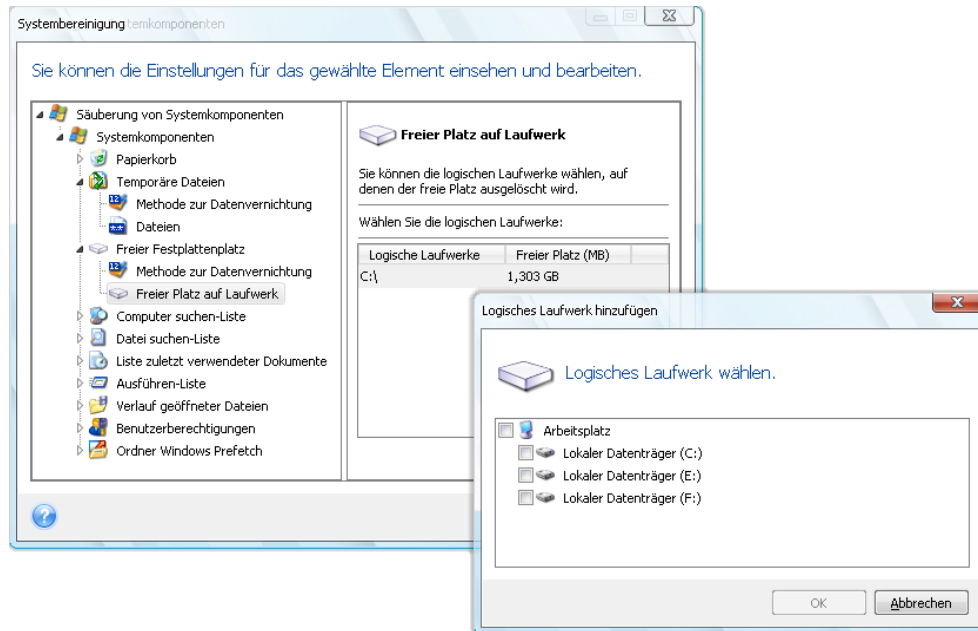 Systembereinigung temkomponenten
Sie können die Einstellungen für das gewählte Element einsehen und bearbeiten.
Säuberung von Systemkomponenten
Systemkomponenten
Papierkorb
Temporäre Dateien
Methode zur Datenvernichtung
Dateien
Freier Festplattenplatz
Methode zur Datenvernichtung
Freier Platz auf Laufwerk
Computer suchen-Liste
Datei suchen-Liste
Liste zuletzt verwendeter Dokumente
Ausführen-Liste
Verlauf geöffneter Dateien
Benutzerberechtigungen
Ordner Windows Prefetch
Freier Platz auf Laufwerk
Sie können die logischen Laufwerke wählen, auf
denen der freie Platz ausgelöscht wird.
Wählen Sie die logischen Laufwerke:
Logische Laufwerke Freier Platz (MB)
C:\ 1,303 GB
Logisches Laufwerk hinzufügen
Logisches Laufwerk wählen.
Arbeitsplatz
Lokaler Datenträger (C:)
Lokaler Datenträger (E:)
Lokaler Datenträger (F:)
OK Abbrechen